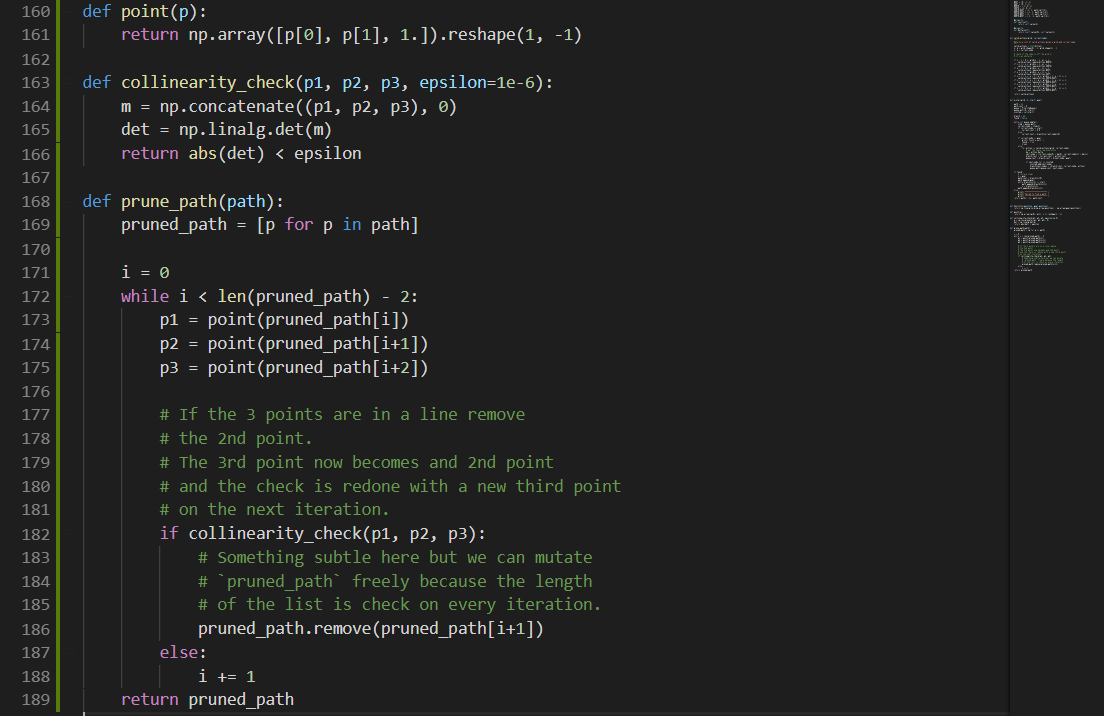 160 def point(p):
161     return np.array([p[0], p[1], 1.]).reshape(1, -1)
162
163 def collinearity_check(p1, p2, p3, epsilon=1e-6):
164     m = np.concatenate((p1, p2, p3), 0)
165     det = np.linalg.det(m)
166     return abs(det) < epsilon
167
168 def prune_path(path):
169     pruned_path = [p for p in path]
170
171     i = 0
172     while i < len(pruned_path) - 2:
173         p1 = point(pruned_path[i])
174         p2 = point(pruned_path[i+1])
175         p3 = point(pruned_path[i+2])
176
177         # If the 3 points are in a line remove
178         # the 2nd point.
179         # The 3rd point now becomes and 2nd point
180         # and the check is redone with a new third point
181         # on the next iteration.
182         if collinearity_check(p1, p2, p3):
183             # Something subtle here but we can mutate
184             # `pruned_path` freely because the length
185             # of the list is check on every iteration.
186             pruned_path.remove(pruned_path[i+1])
187         else:
188             i += 1
189     return pruned_path